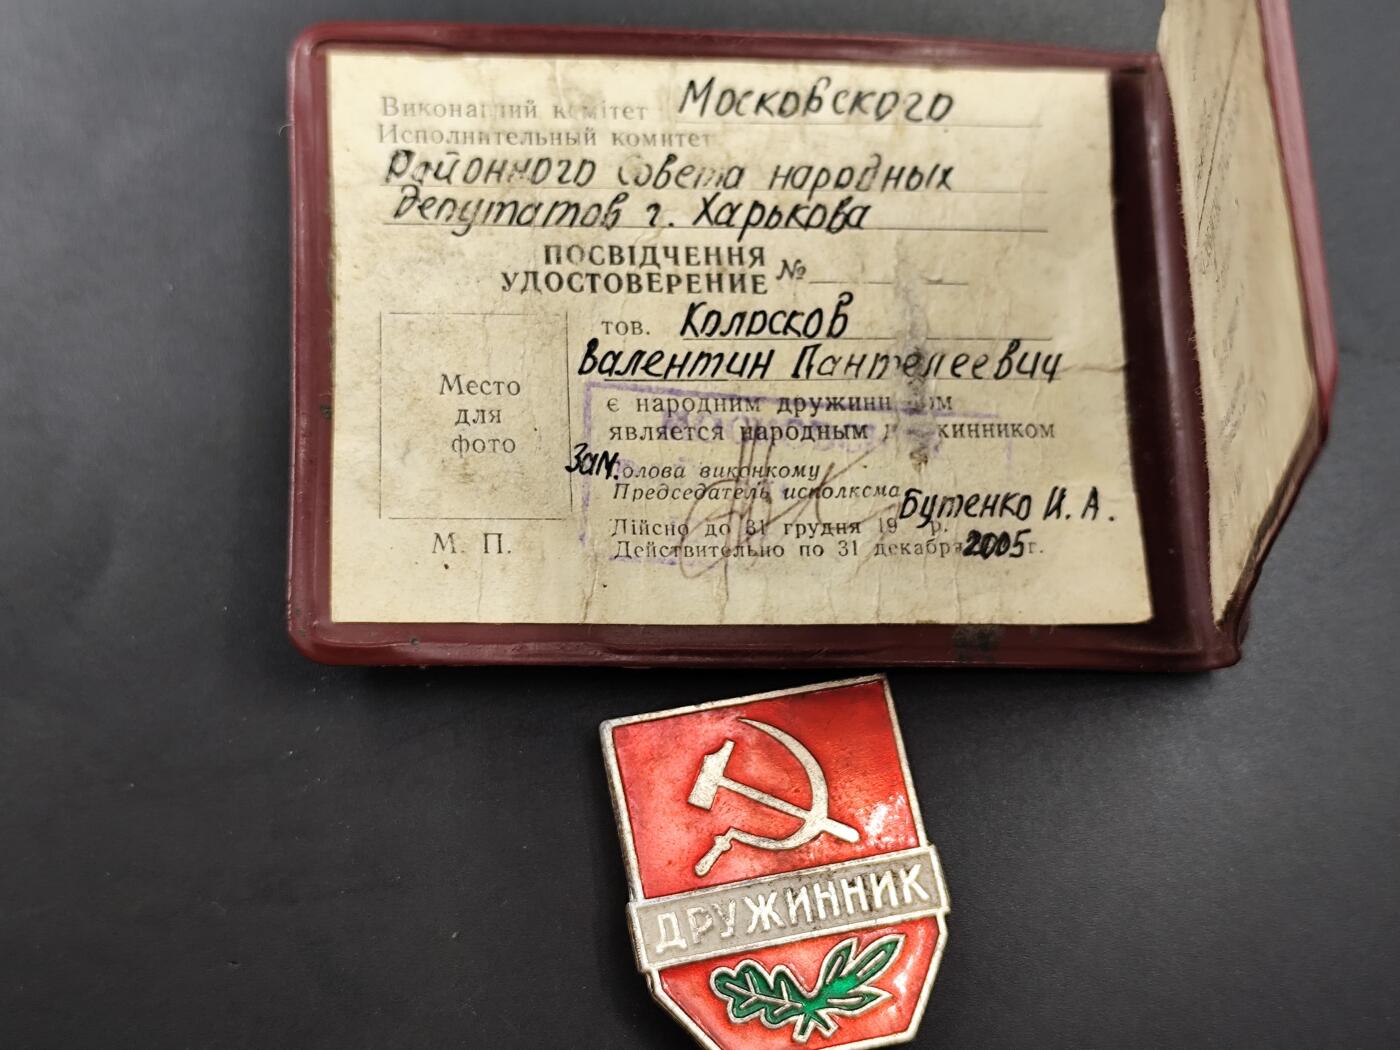 Виконавчий комітет Московского
Исполнительный комитет
Районного Совета народных
депутатов г. Харькова
ПОСВІДЧЕННЯ
УДОСТОВЕРЕНИЕ №
тов. Колосков
Валентин Пантелеевич
є народним дружинником
является народным дружинником
Зам. Голова виконкому
Председатель исполкома Бутенко И. А.
Дійсно до 31 грудня 19 р.
Действительно по 31 декабря 2005 г.
Место
для
фото
М. П.
ДРУЖИННИК